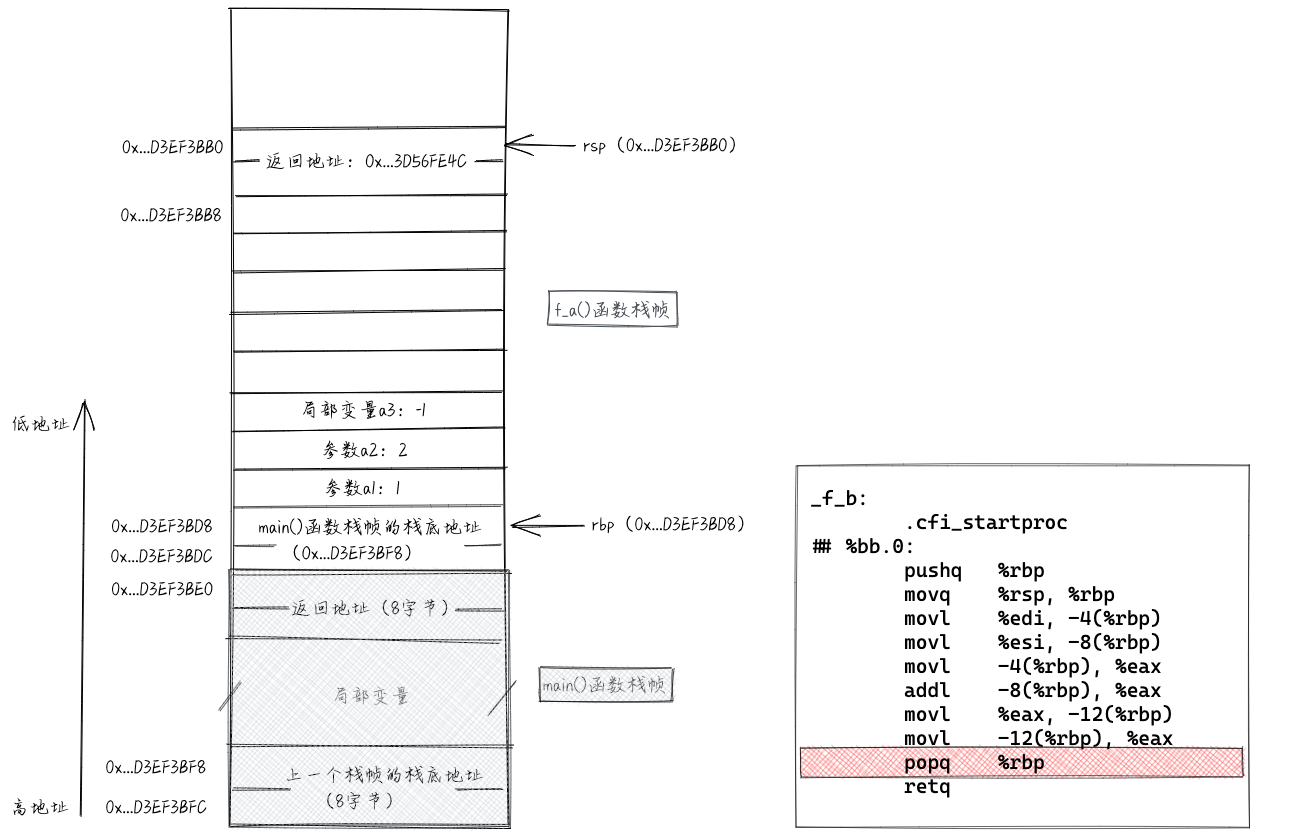 0x...D3EF3BB0
返回地址：0x...3D56FE4C
rsp (0x...D3EF3BB0)
0x...D3EF3BB8
f_a()函数栈帧
低地址
局部变量a3：-1
参数a2：2
参数a1：1
0x...D3EF3BD8
main()函数栈帧的栈底地址
(0x...D3EF3BF8)
rbp (0x...D3EF3BD8)
0x...D3EF3BDC
0x...D3EF3BE0
返回地址（8字节）
局部变量
main()函数栈帧
0x...D3EF3BF8
上一个栈帧的栈底地址
（8字节）
高地址
0x...D3EF3BFC
_f_b:
.cfi_startproc
## %bb.0:
pushq %rbp
movq %rsp, %rbp
movl %edi, -4(%rbp)
movl %esi, -8(%rbp)
movl -4(%rbp), %eax
addl -8(%rbp), %eax
movl %eax, -12(%rbp)
movl -12(%rbp), %eax
popq %rbp
retq